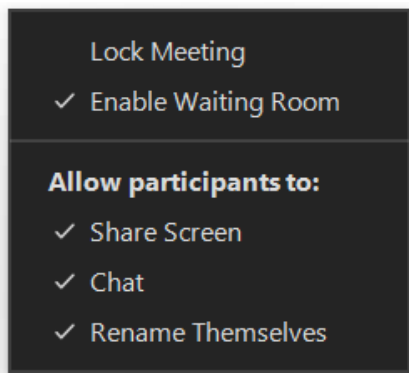 Lock Meeting
Enable Waiting Room
Allow participants to:
Share Screen
Chat
Rename Themselves